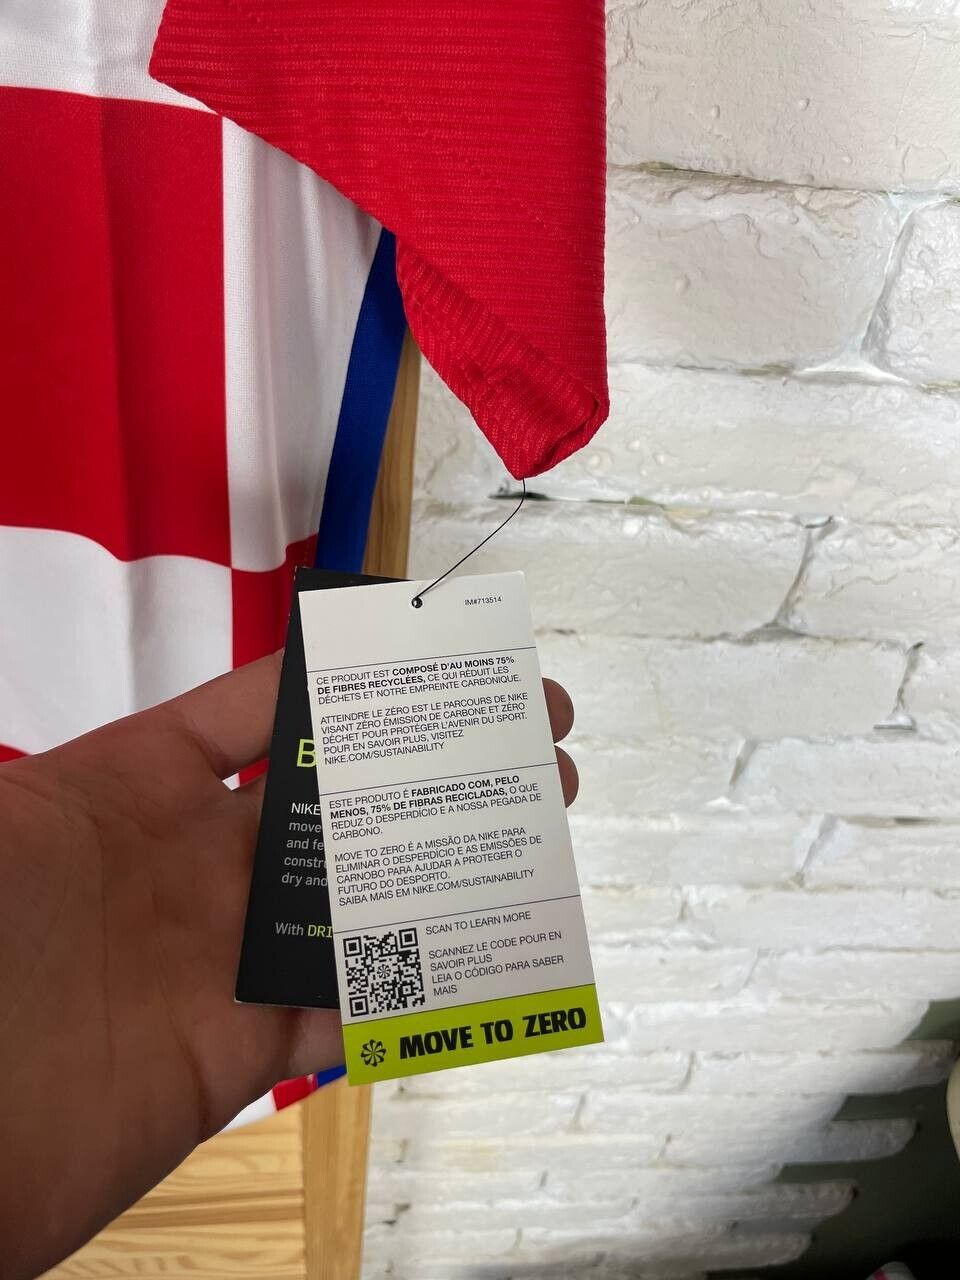 IM#713514
CE PRODUIT EST COMPOSÉ D'AU MOINS 75%
DE FIBRES RECYCLÉES, CE QUI RÉDUIT LES
DÉCHETS ET NOTRE EMPREINTE CARBONIQUE.
ATTEINDRE LE ZÉRO EST LE PARCOURS DE NIKE
VISANT ZÉRO ÉMISSION DE CARBONE ET ZÉRO
DÉCHET POUR PROTÉGER L'AVENIR DU SPORT.
POUR EN SAVOIR PLUS, VISITEZ
NIKE.COM/SUSTAINABILITY
ESTE PRODUTO É FABRICADO COM, PELO
MENOS, 75% DE FIBRAS RECICLADAS, O QUE
REDUZ O DESPERDÍCIO E A NOSSA PEGADA DE
CARBONO.
MOVE TO ZERO É A MISSÃO DA NIKE PARA
ELIMINAR O DESPERDÍCIO E AS EMISSÕES DE
CARNOBO PARA AJUDAR A PROTEGER O
FUTURO DO DESPORTO.
SAIBA MAIS EM NIKE.COM/SUSTAINABILITY
SCAN TO LEARN MORE
SCANNEZ LE CODE POUR EN
SAVOIR PLUS
LEIA O CÓDIGO PARA SABER
MAIS
MOVE TO ZERO
B
NIKE
move
and fe
constr
dry and
With DRI